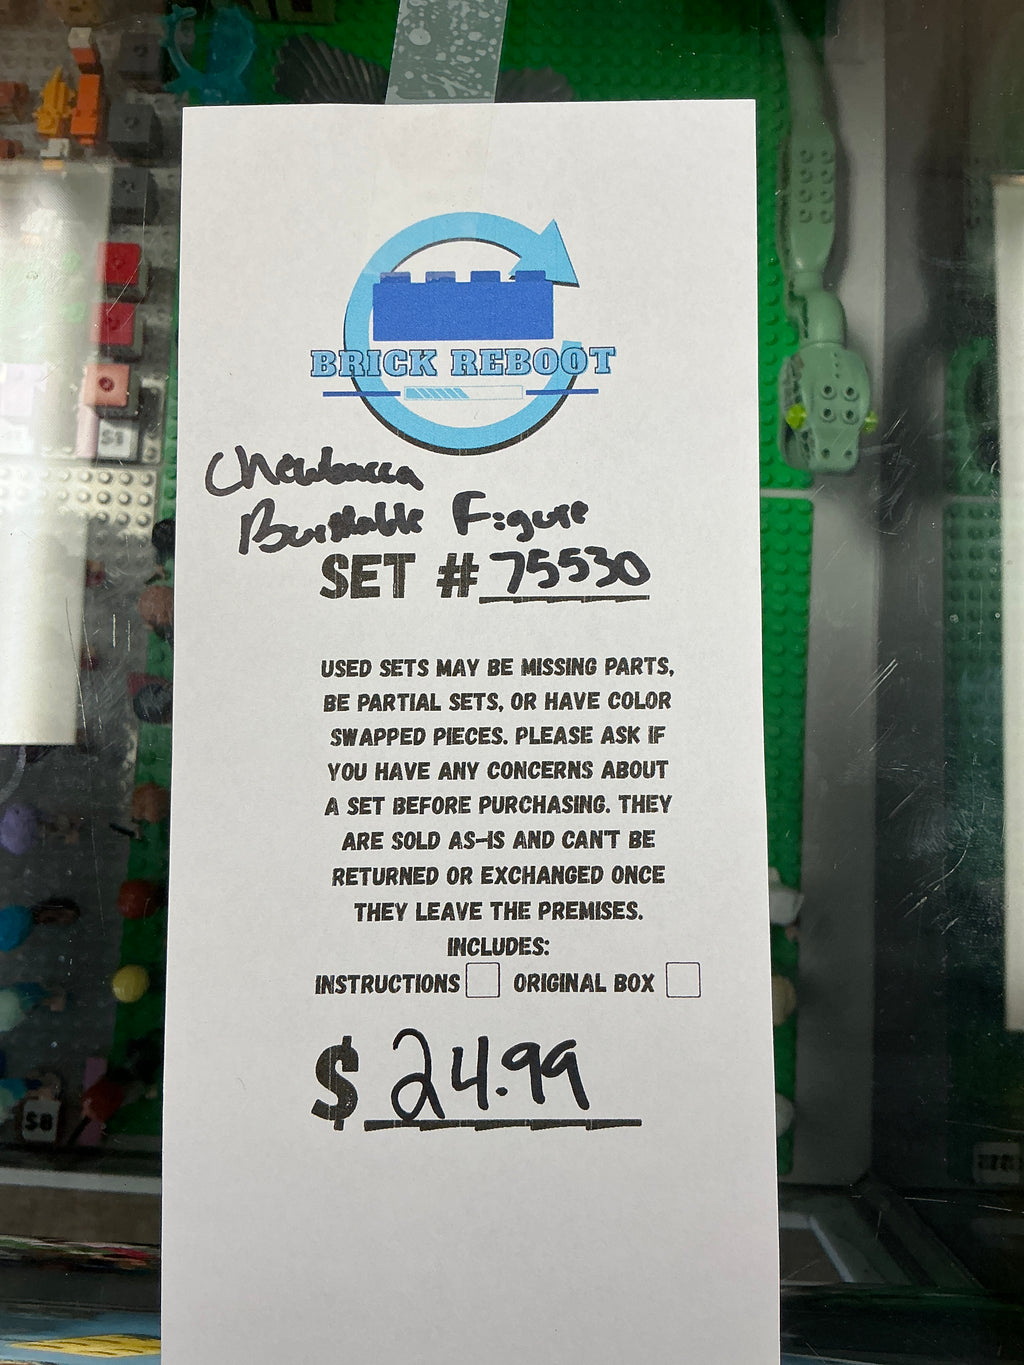 BRICK REBOOT
Chewbacca
Buildable Figure
SET # 75530
USED SETS MAY BE MISSING PARTS,
BE PARTIAL SETS, OR HAVE COLOR
SWAPPED PIECES. PLEASE ASK IF
YOU HAVE ANY CONCERNS ABOUT
A SET BEFORE PURCHASING. THEY
ARE SOLD AS-IS AND CAN'T BE
RETURNED OR EXCHANGED ONCE
THEY LEAVE THE PREMISES.
INCLUDES:
INSTRUCTIONS ORIGINAL BOX
$ 24.99
$8